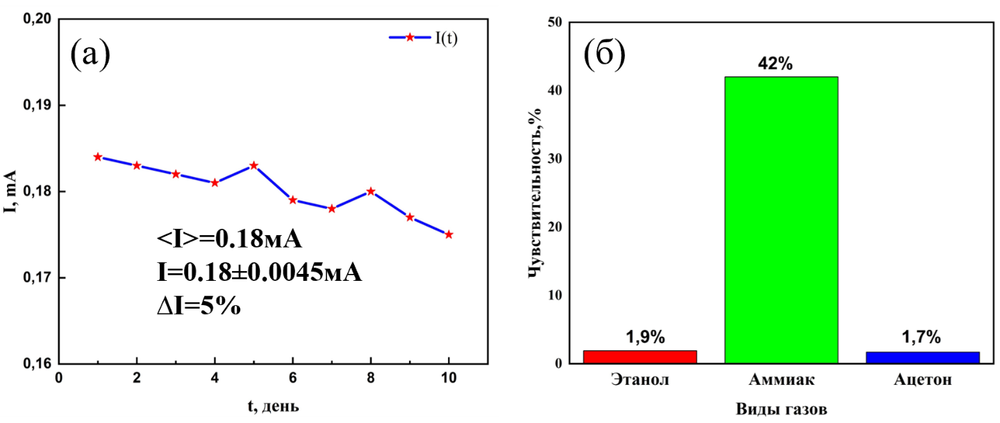 (а)
I(t)
0,20
0,19
0,18
0,17
0,16
I, mA
<I>=0.18мА
I=0.18±0.0045мА
ΔI=5%
0 2 4 6 8 10
t, день
(б)
50
40
30
20
10
0
Чувствительность,%
42%
1,9%
1,7%
Этанол Аммиак Ацетон
Виды газов